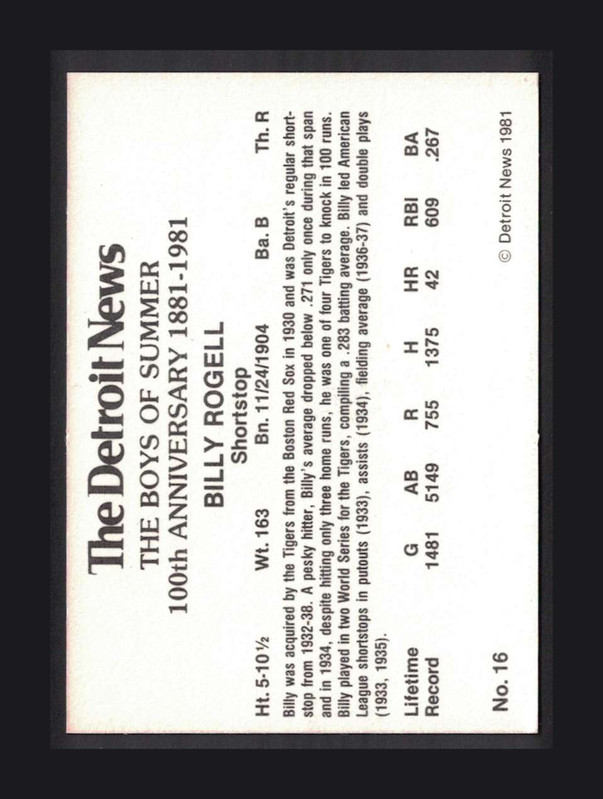 The Detroit News
THE BOYS OF SUMMER
100th ANNIVERSARY 1881-1981
BILLY ROGELL
Shortstop
Ht. 5-10½ Wt. 163 Bn. 11/24/1904 Ba. B Th. R
Billy was acquired by the Tigers from the Boston Red Sox in 1930 and was Detroit's regular short-
stop from 1932-38. A pesky hitter, Billy's average dropped below .271 only once during that span
and in 1934, despite hitting only three home runs, he was one of four Tigers to knock in 100 runs.
Billy played in two World Series for the Tigers, compiling a .283 batting average. Billy led American
League shortstops in putouts (1933), assists (1934), fielding average (1936-37) and double plays
(1933, 1935).
Lifetime G AB R H HR RBI BA
Record 1481 5149 755 1375 42 609 .267
No. 16 © Detroit News 1981